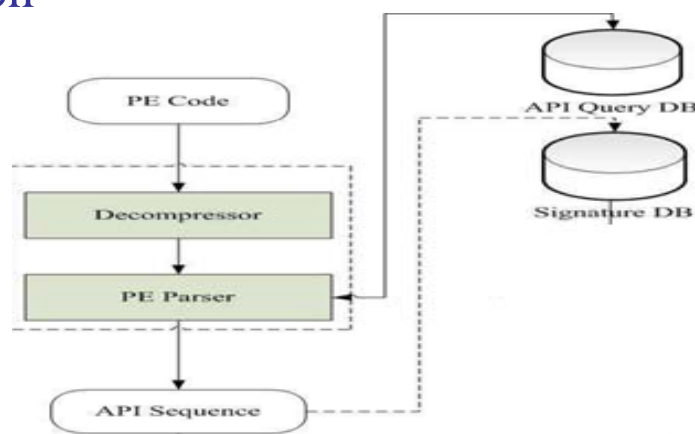 PE Code
API Query DB
Decompressor
Signature DB
PE Parser
API Sequence